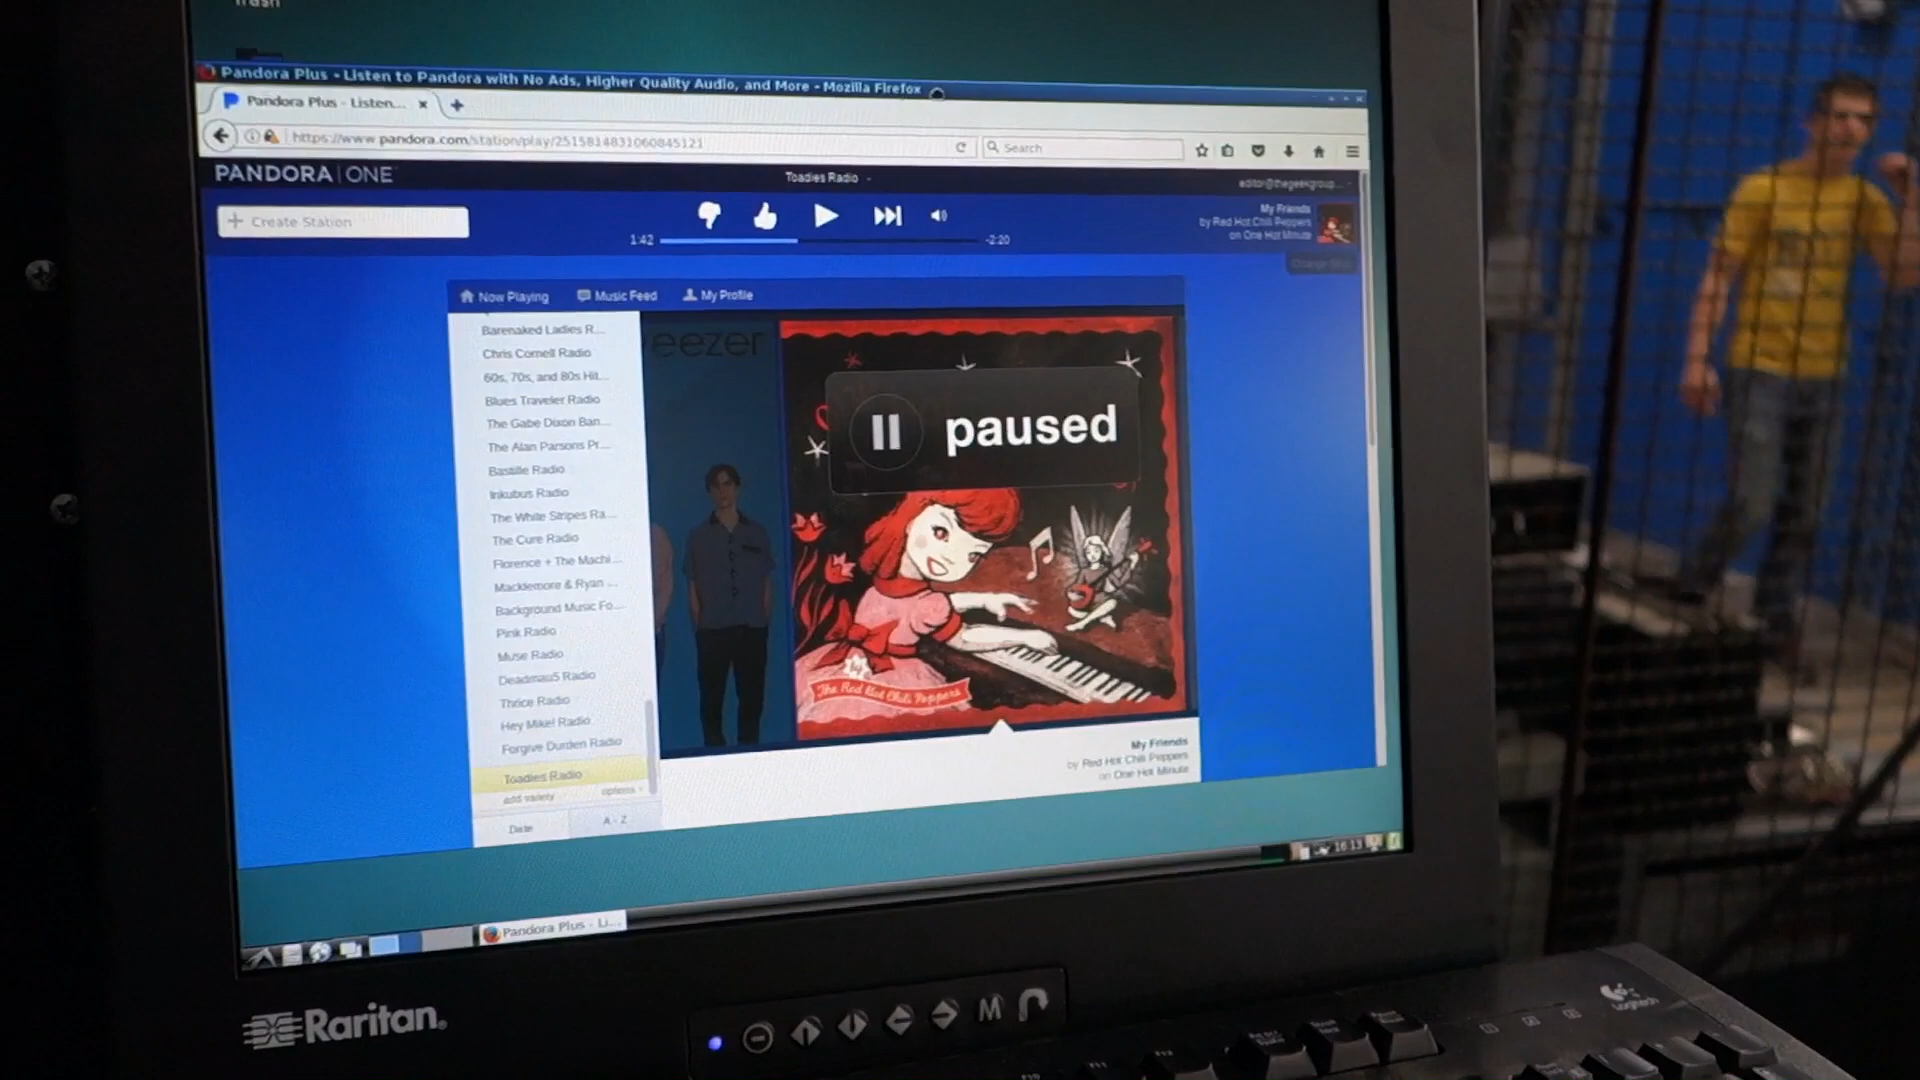 Trash
Pandora Plus - Listen to Pandora with No Ads, Higher Quality Audio, and More - Mozilla Firefox
Pandora Plus - Listen...
https://www.pandora.com/station/play/2515814831060845121
Search
PANDORA ONE
Toadies Radio
editor@thegeekgroup...
Create Station
1:42
-2:20
My Friends
by Red Hot Chili Peppers
on One Hot Minute
Now Playing
Music Feed
My Profile
Barenaked Ladies R...
Chris Cornell Radio
60s, 70s, and 80s Hit...
Blues Traveler Radio
The Gabe Dixon Ban...
The Alan Parsons Pr...
Bastille Radio
Inkubus Radio
The White Stripes Ra...
The Cure Radio
Florence + The Machi...
Macklemore & Ryan ...
Background Music Fo...
Pink Radio
Muse Radio
Deadmau5 Radio
Thrice Radio
Hey Mike! Radio
Forgive Durden Radio
Toadies Radio
add variety
options
Date
A - Z
eezer
paused
The Red Hot Chili Peppers
My Friends
by Red Hot Chili Peppers
on One Hot Minute
16:13
Pandora Plus - Li...
Raritan.
M
Logitech